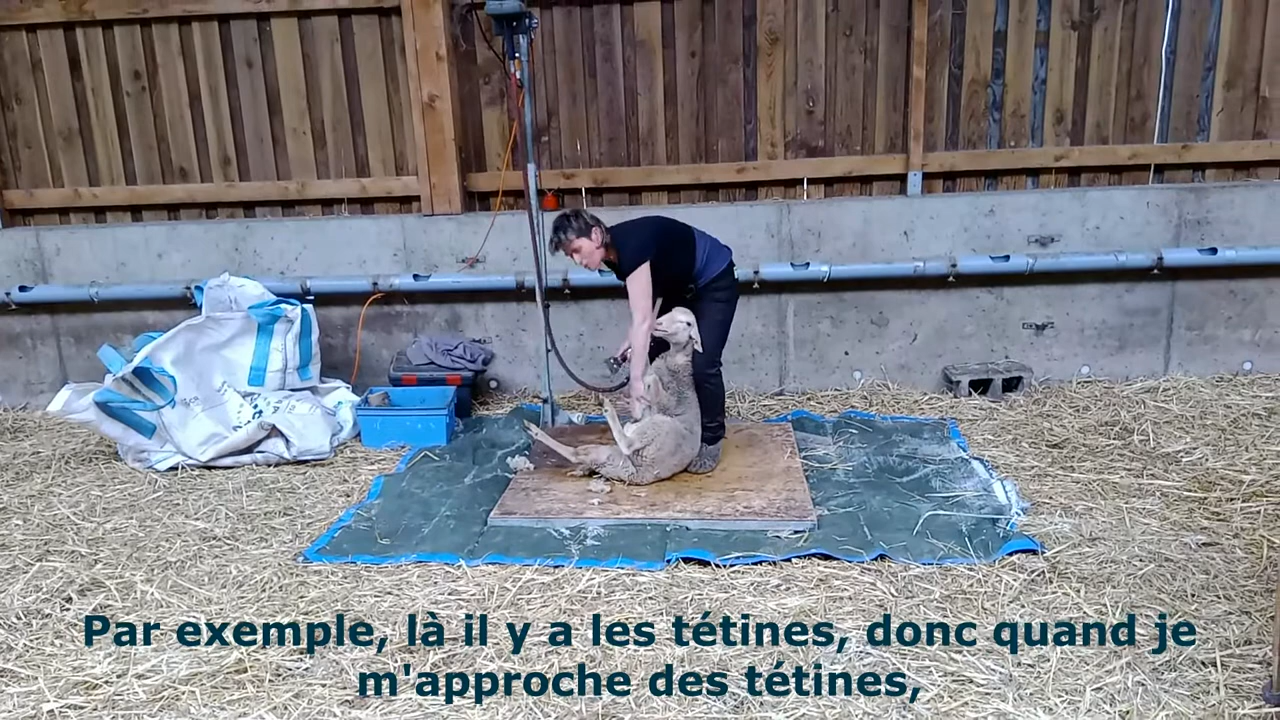 Par exemple, là il y a les tétines, donc quand je
m'approche des tétines,